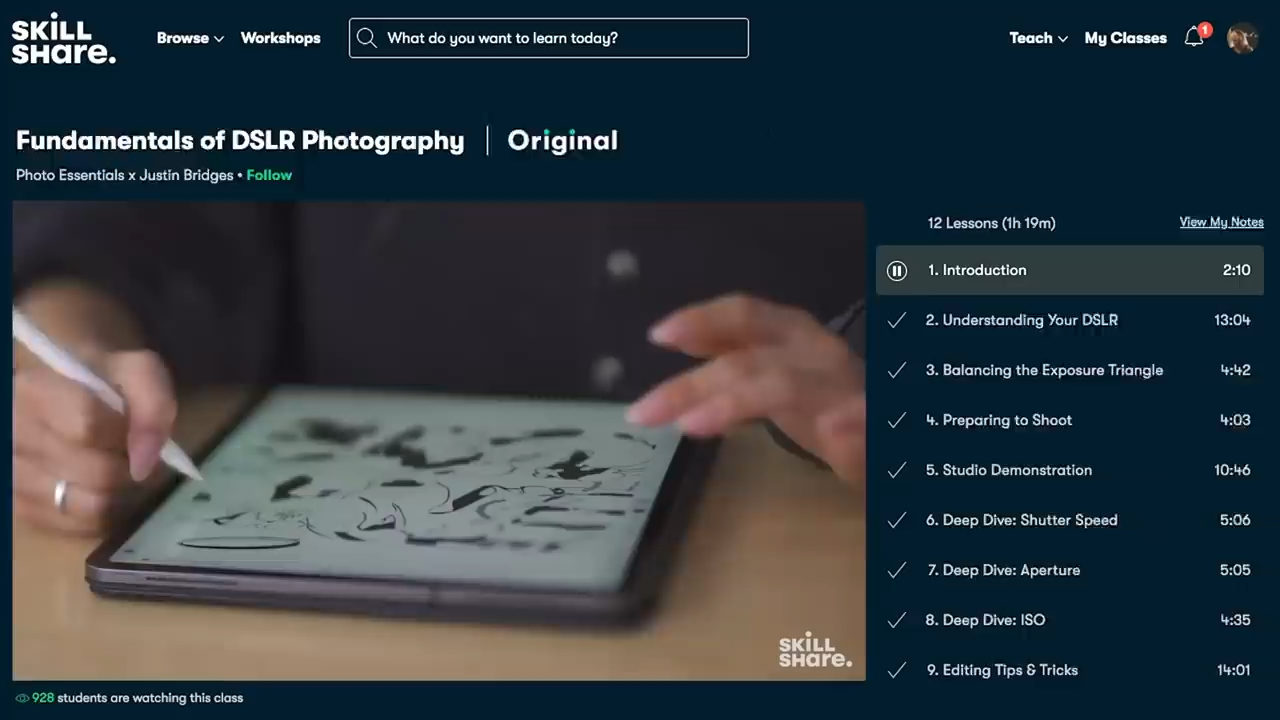 SKILL
SHARE.
Browse
Workshops
What do you want to learn today?
Teach
My Classes
1
Fundamentals of DSLR Photography | Original
Photo Essentials x Justin Bridges • Follow
12 Lessons (1h 19m)
View My Notes
1. Introduction 2:10
2. Understanding Your DSLR 13:04
3. Balancing the Exposure Triangle 4:42
4. Preparing to Shoot 4:03
5. Studio Demonstration 10:46
6. Deep Dive: Shutter Speed 5:06
7. Deep Dive: Aperture 5:05
8. Deep Dive: ISO 4:35
9. Editing Tips & Tricks 14:01
SKILL
SHARE.
928 students are watching this class